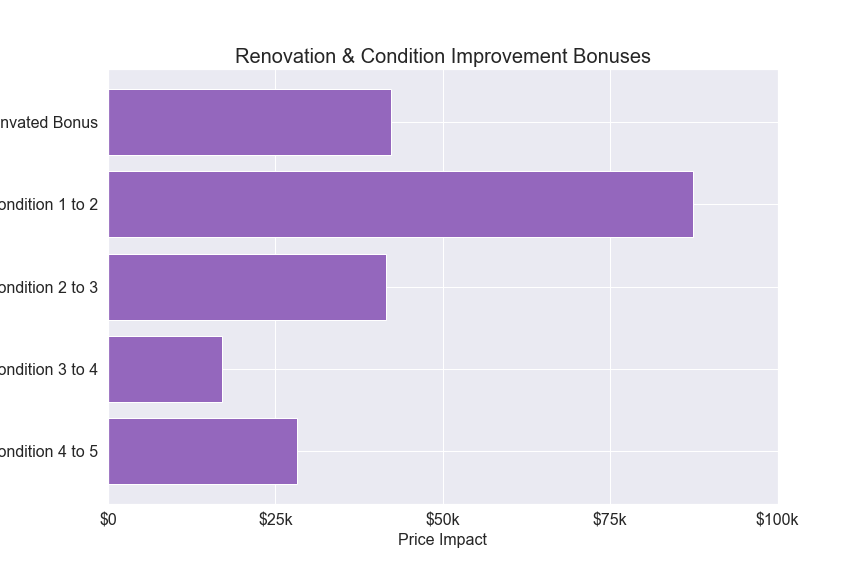 Renovation & Condition Improvement Bonuses
nvated Bonus
ondition 1 to 2
ondition 2 to 3
ondition 3 to 4
ondition 4 to 5
$0 $25k $50k $75k $100k
Price Impact